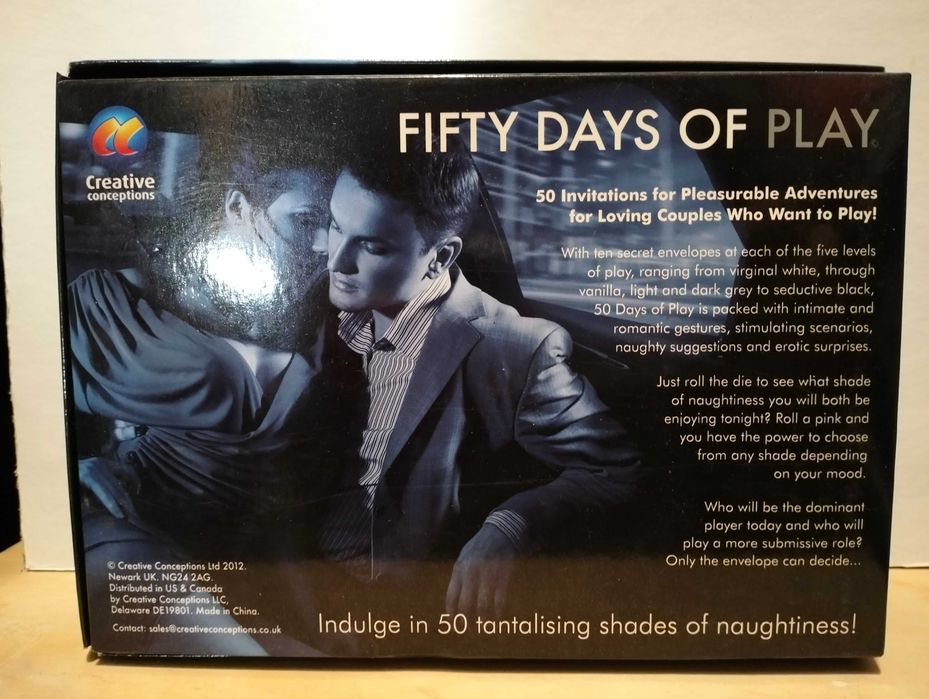 Creative
conceptions
FIFTY DAYS OF PLAY©
50 Invitations for Pleasurable Adventures
for Loving Couples Who Want to Play!
With ten secret envelopes at each of the five levels
of play, ranging from virginal white, through
vanilla, light and dark grey to seductive black,
50 Days of Play is packed with intimate and
romantic gestures, stimulating scenarios,
naughty suggestions and erotic surprises.
Just roll the die to see what shade
of naughtiness you will both be
enjoying tonight? Roll a pink and
you have the power to choose
from any shade depending
on your mood.
Who will be the dominant
player today and who will
play a more submissive role?
Only the envelope can decide...
© Creative Conceptions Ltd 2012.
Newark UK. NG24 2AG.
Distributed in US & Canada
by Creative Conceptions LLC,
Delaware DE19801. Made in China.
Contact: sales@creativeconceptions.co.uk
Indulge in 50 tantalising shades of naughtiness!